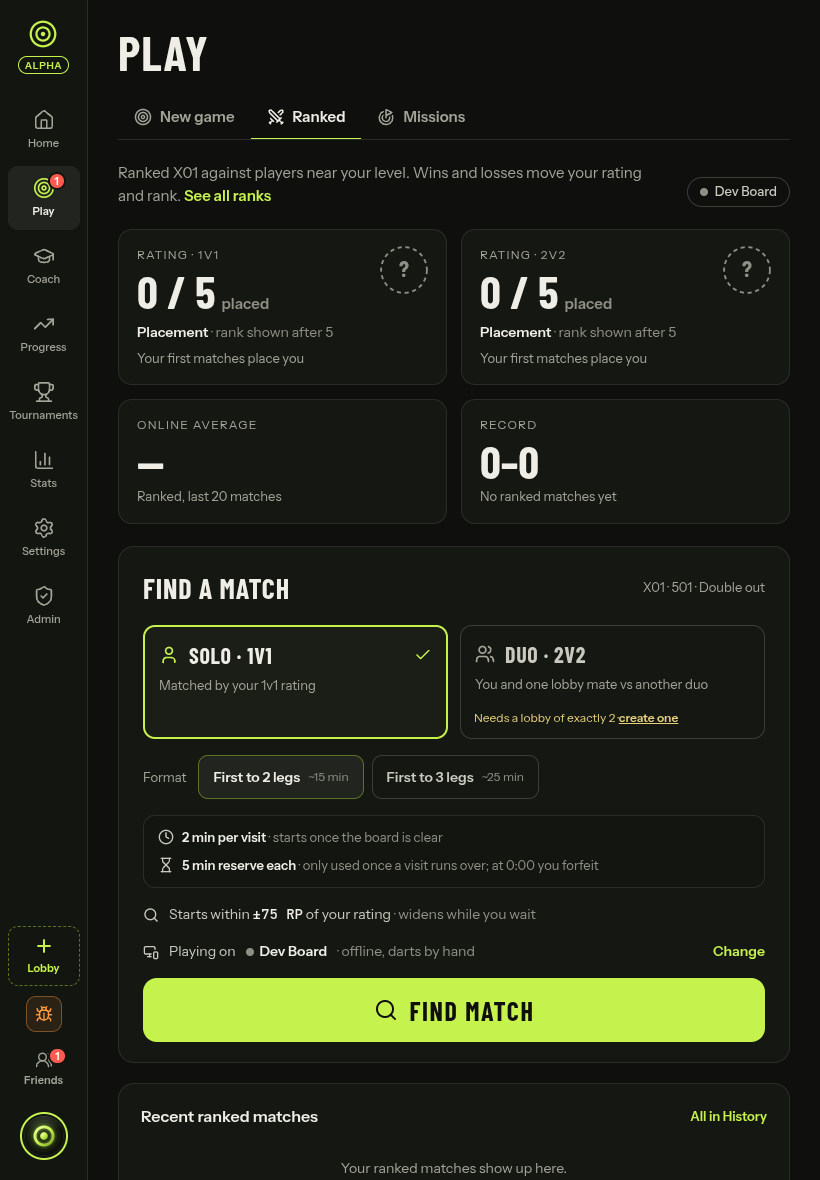 ALPHA
Home
1
Play
Coach
Progress
Tournaments
Stats
Settings
Admin
Lobby
1
Friends
PLAY
New game
Ranked
Missions
Ranked X01 against players near your level. Wins and losses move your rating
and rank. See all ranks
Dev Board
RATING · 1V1
?
0 / 5 placed
Placement · rank shown after 5
Your first matches place you
RATING · 2V2
?
0 / 5 placed
Placement · rank shown after 5
Your first matches place you
ONLINE AVERAGE
–
Ranked, last 20 matches
RECORD
0–0
No ranked matches yet
FIND A MATCH
X01 · 501 · Double out
SOLO · 1V1
Matched by your 1v1 rating
DUO · 2V2
You and one lobby mate vs another duo
Needs a lobby of exactly 2 · create one
Format
First to 2 legs ~15 min
First to 3 legs ~25 min
2 min per visit · starts once the board is clear
5 min reserve each · only used once a visit runs over; at 0:00 you forfeit
Starts within ±75 RP of your rating · widens while you wait
Playing on Dev Board · offline, darts by hand
Change
FIND MATCH
Recent ranked matches
All in History
Your ranked matches show up here.